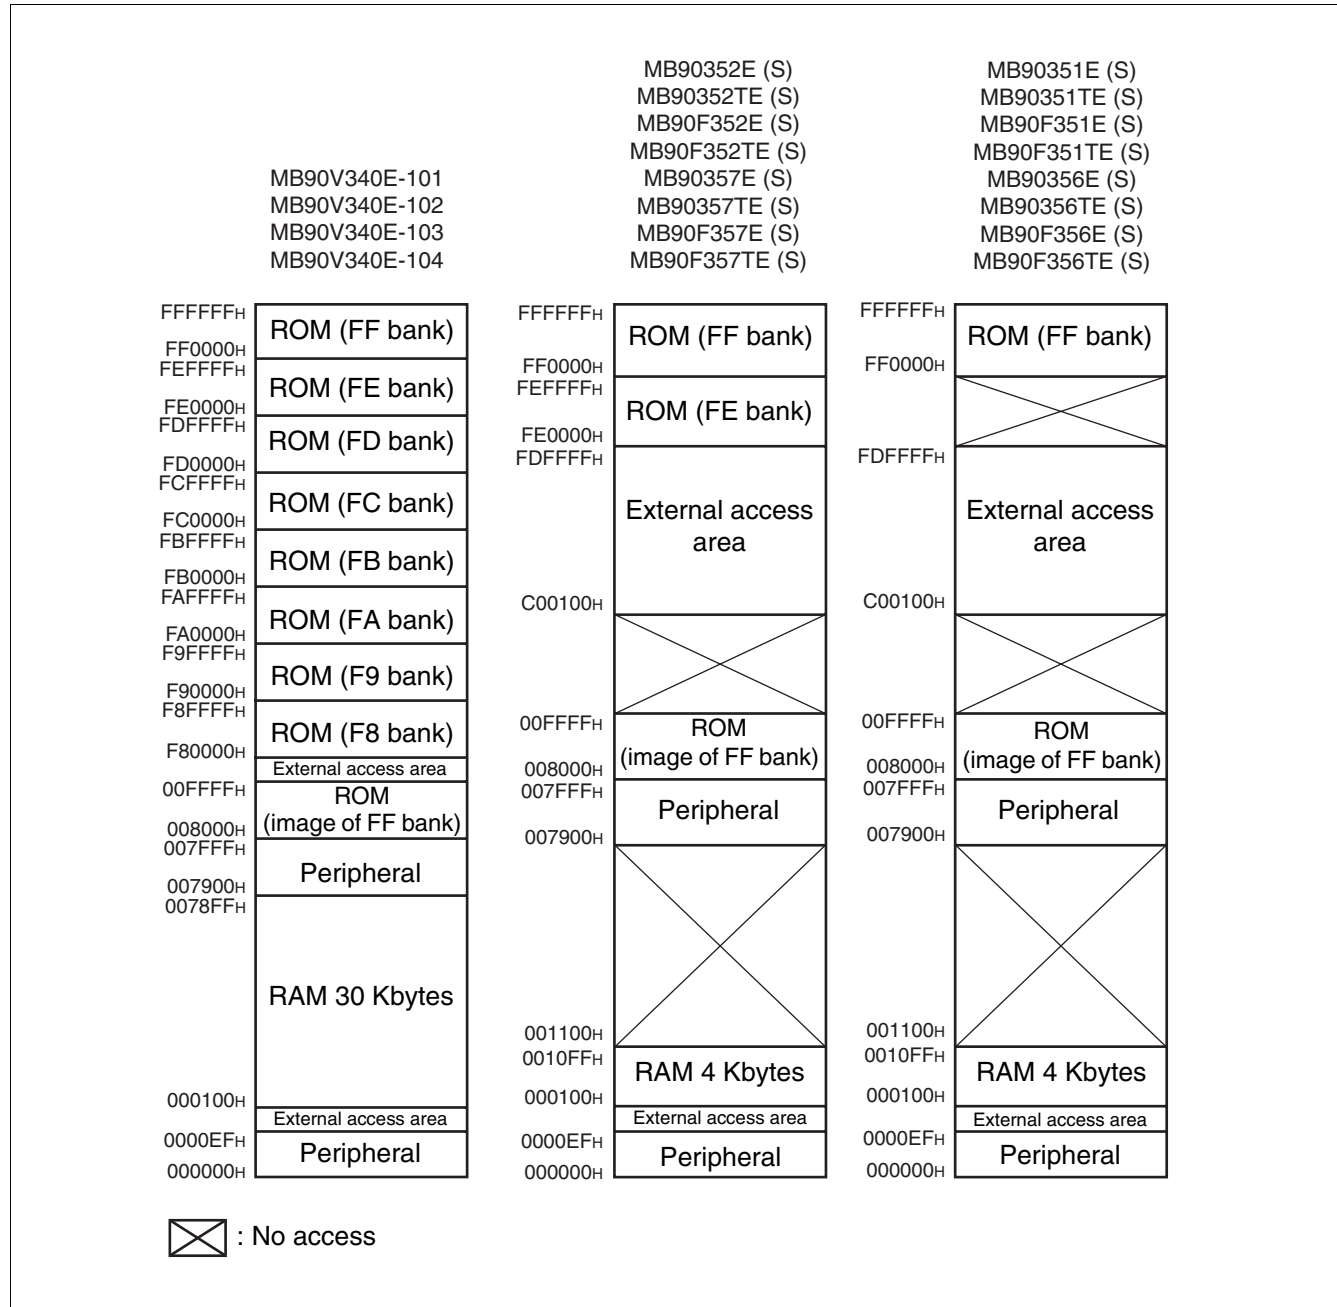 MB90V340E-101
MB90V340E-102
MB90V340E-103
MB90V340E-104
FFFFFFH
ROM (FF bank)
FF0000H
FEFFFFH
ROM (FE bank)
FE0000H
FDFFFFH
ROM (FD bank)
FD0000H
FCFFFFH
ROM (FC bank)
FC0000H
FBFFFFH
ROM (FB bank)
FB0000H
FAFFFFH
ROM (FA bank)
FA0000H
F9FFFFH
ROM (F9 bank)
F90000H
F8FFFFH
ROM (F8 bank)
F80000H
External access area
00FFFFH
ROM
(image of FF bank)
008000H
007FFFH
Peripheral
007900H
0078FFH
RAM 30 Kbytes
000100H
External access area
0000EFH
Peripheral
000000H
MB90352E (S)
MB90352TE (S)
MB90F352E (S)
MB90F352TE (S)
MB90357E (S)
MB90357TE (S)
MB90F357E (S)
MB90F357TE (S)
FFFFFFH
ROM (FF bank)
FF0000H
FEFFFFH
ROM (FE bank)
FE0000H
FDFFFFH
External access
area
C00100H
00FFFFH
ROM
(image of FF bank)
008000H
007FFFH
Peripheral
007900H
001100H
0010FFH
RAM 4 Kbytes
000100H
External access area
0000EFH
Peripheral
000000H
MB90351E (S)
MB90351TE (S)
MB90F351E (S)
MB90F351TE (S)
MB90356E (S)
MB90356TE (S)
MB90F356E (S)
MB90F356TE (S)
FFFFFFH
ROM (FF bank)
FF0000H
FDFFFFH
External access
area
C00100H
00FFFFH
ROM
(image of FF bank)
008000H
007FFFH
Peripheral
007900H
001100H
0010FFH
RAM 4 Kbytes
000100H
External access area
0000EFH
Peripheral
000000H
: No access